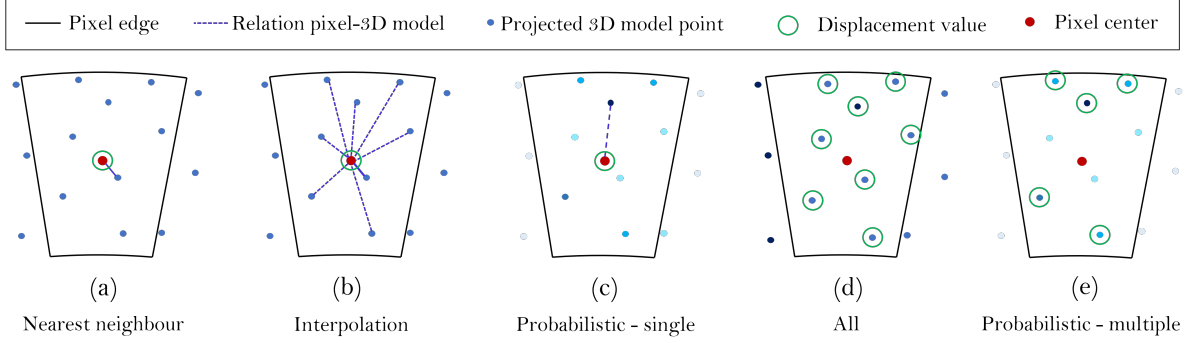 Pixel edge Relation pixel-3D model Projected 3D model point Displacement value Pixel center
(a) (b) (c) (d) (e)
Nearest neighbour Interpolation Probabilistic - single All Probabilistic - multiple